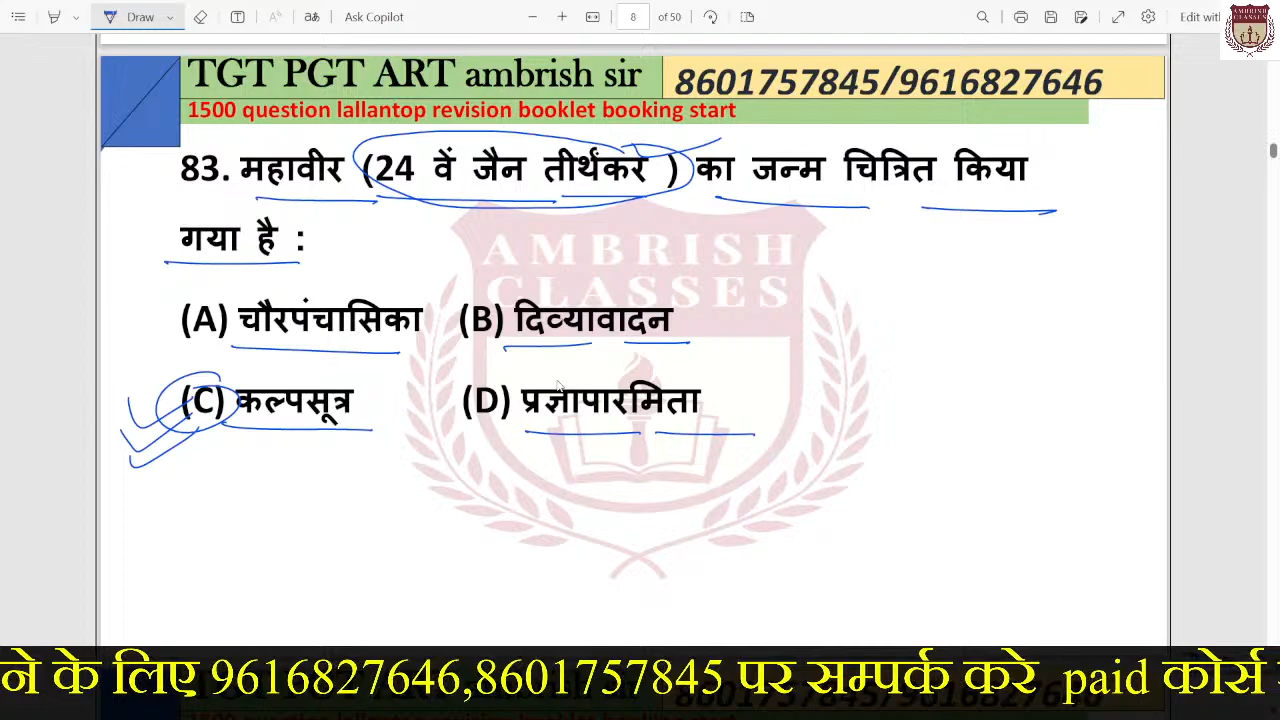 Draw
Ask Copilot
8 of 50
Edit with
AMBRISH
CLASSES
TGT PGT ART ambrish sir
8601757845/9616827646
1500 question lallantop revision booklet booking start
83. महावीर (24 वें जैन तीर्थंकर ) का जन्म चित्रित किया
गया है :
AMBRISH
CLASSES
(A) चौरपंचासिका (B) दिव्यावादन
(C) कल्पसूत्र (D) प्रज्ञापारमिता
ने के लिए 9616827646,8601757845 पर सम्पर्क करे paid कोर्स